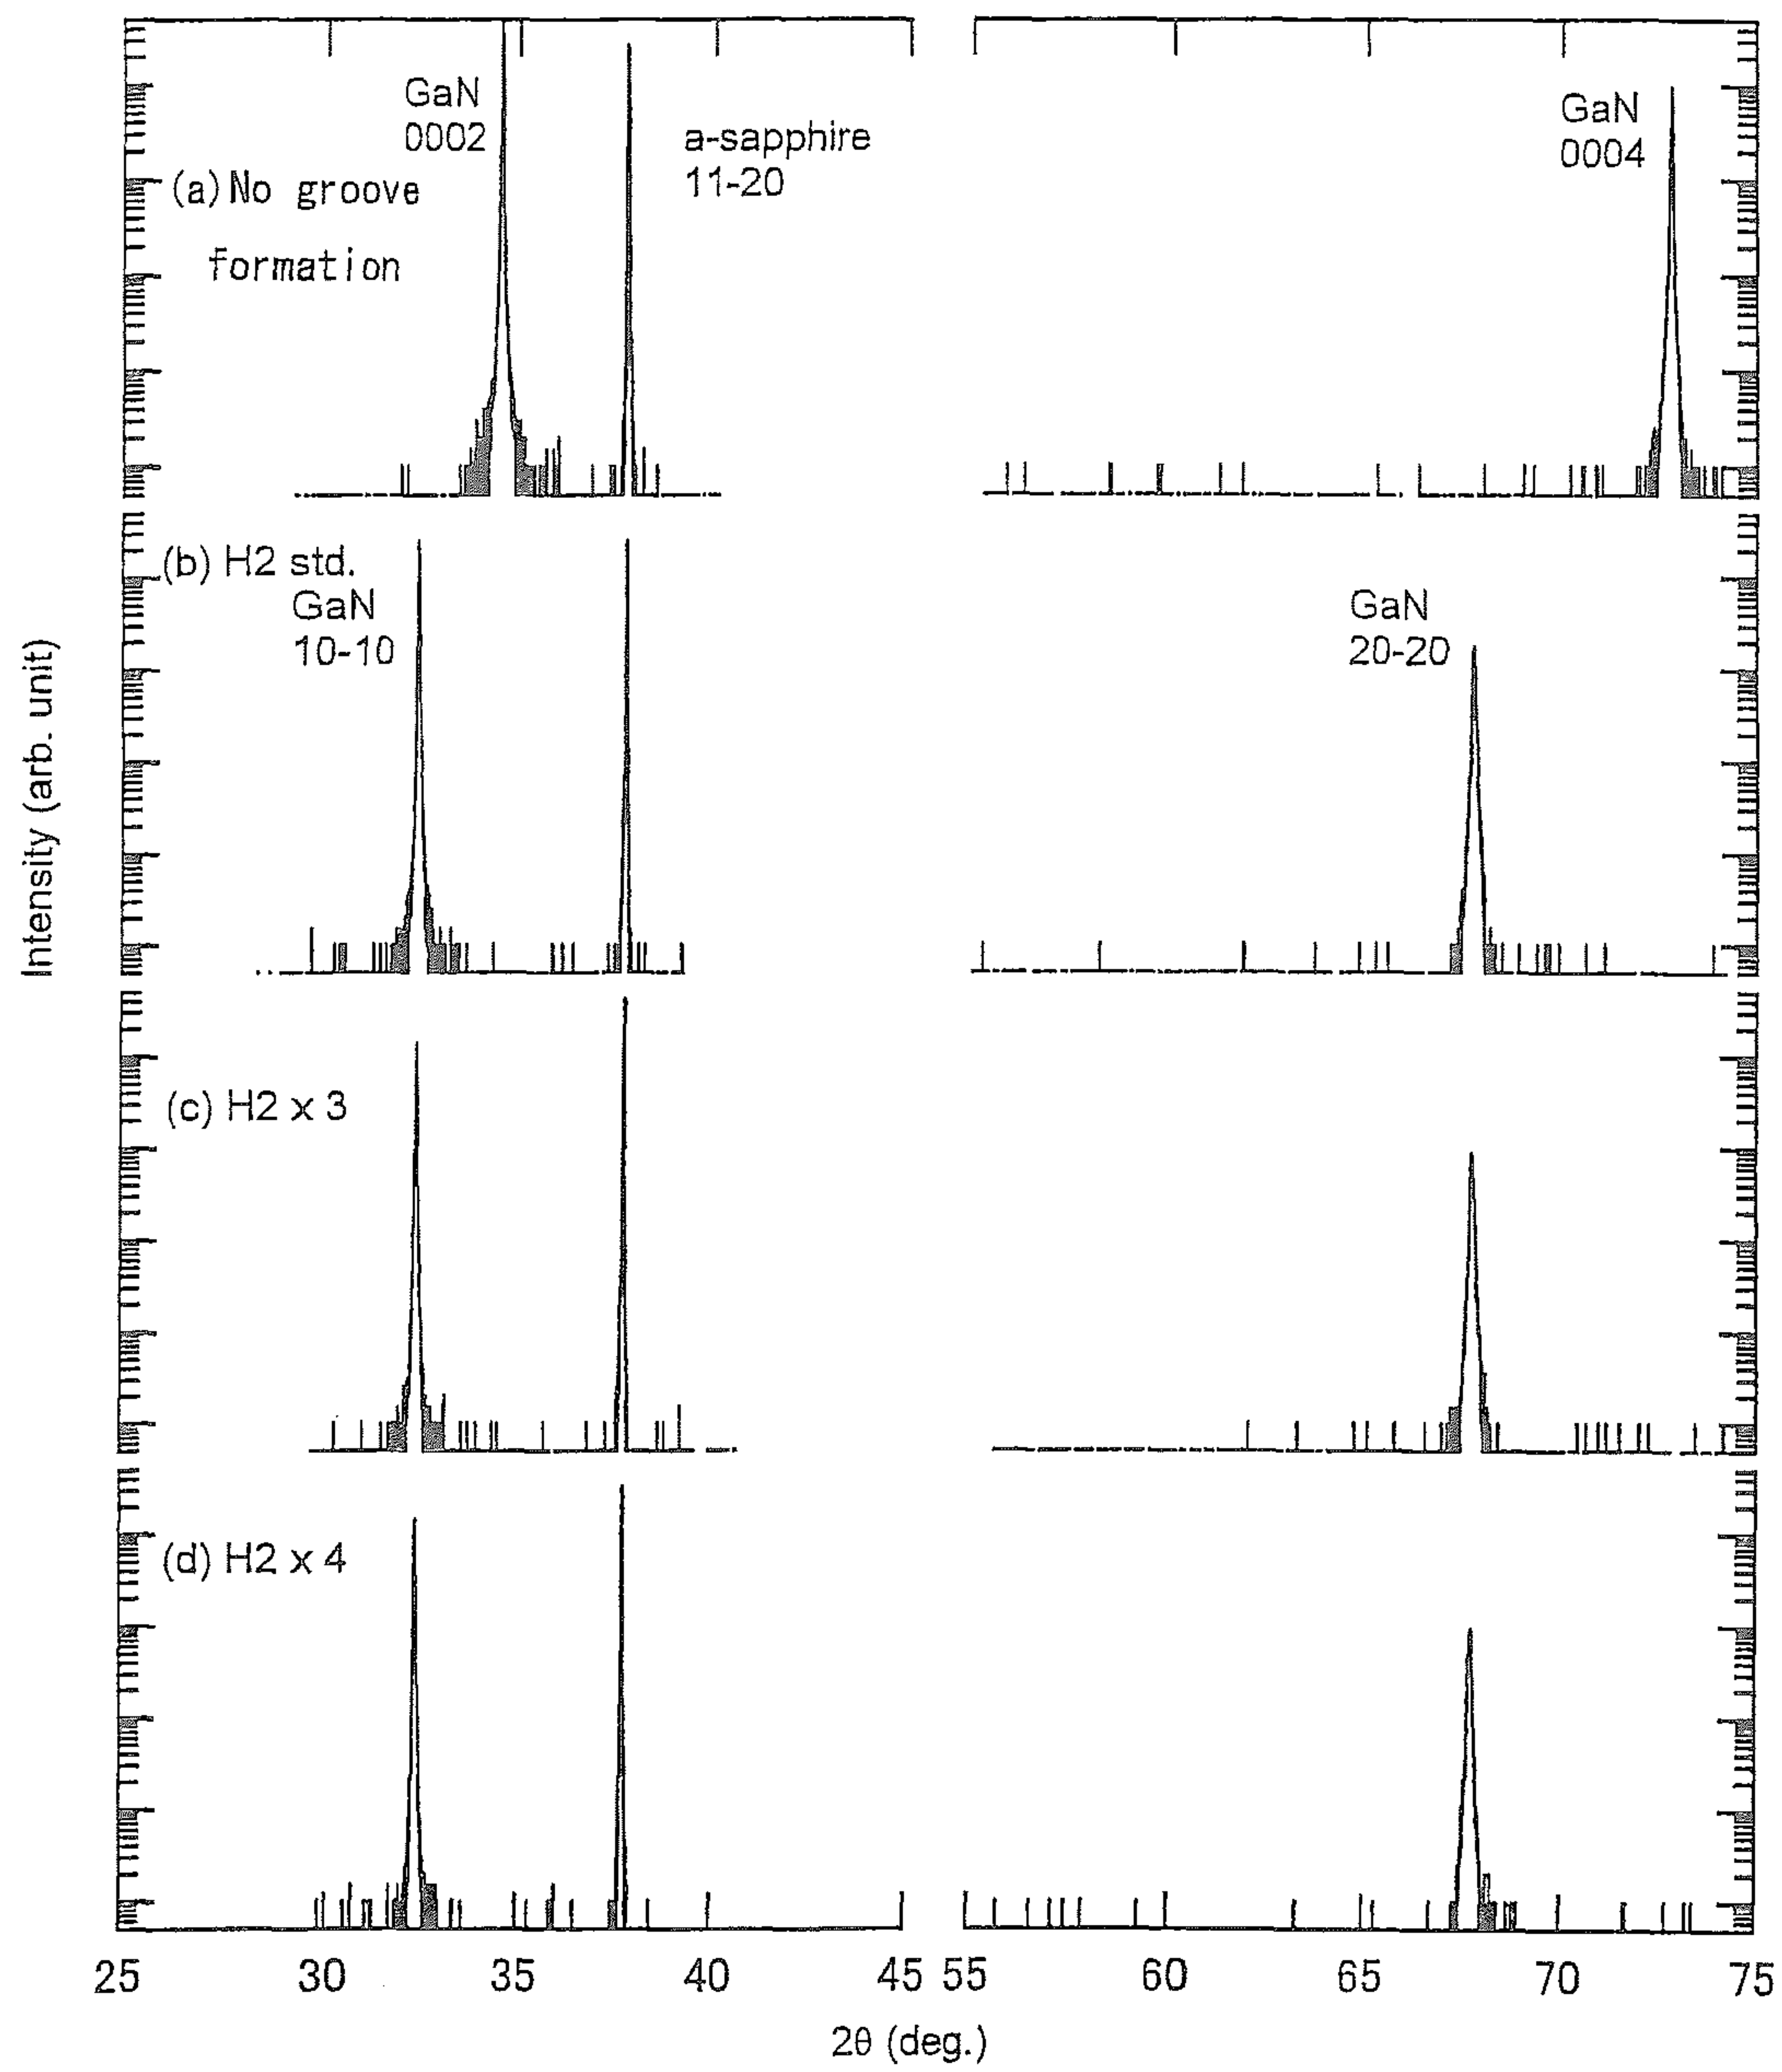 GaN
0002
a-sapphire
11-20
GaN
0004
(a) No groove
formation
(b) H2 std.
GaN
10-10
GaN
20-20
Intensity (arb. unit)
(c) H2 x 3
(d) H2 x 4
25 30 35 40 45 55 60 65 70 75
2θ (deg.)